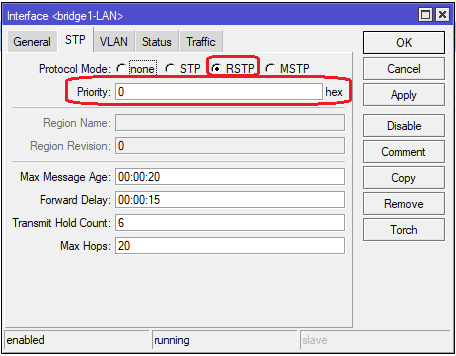 Interface <bridge1-LAN>
General STP VLAN Status Traffic
Protocol Mode: none STP RSTP MSTP
Priority: 0 hex
Region Name:
Region Revision: 0
Max Message Age: 00:00:20
Forward Delay: 00:00:15
Transmit Hold Count: 6
Max Hops: 20
OK
Cancel
Apply
Disable
Comment
Copy
Remove
Torch
enabled running slave